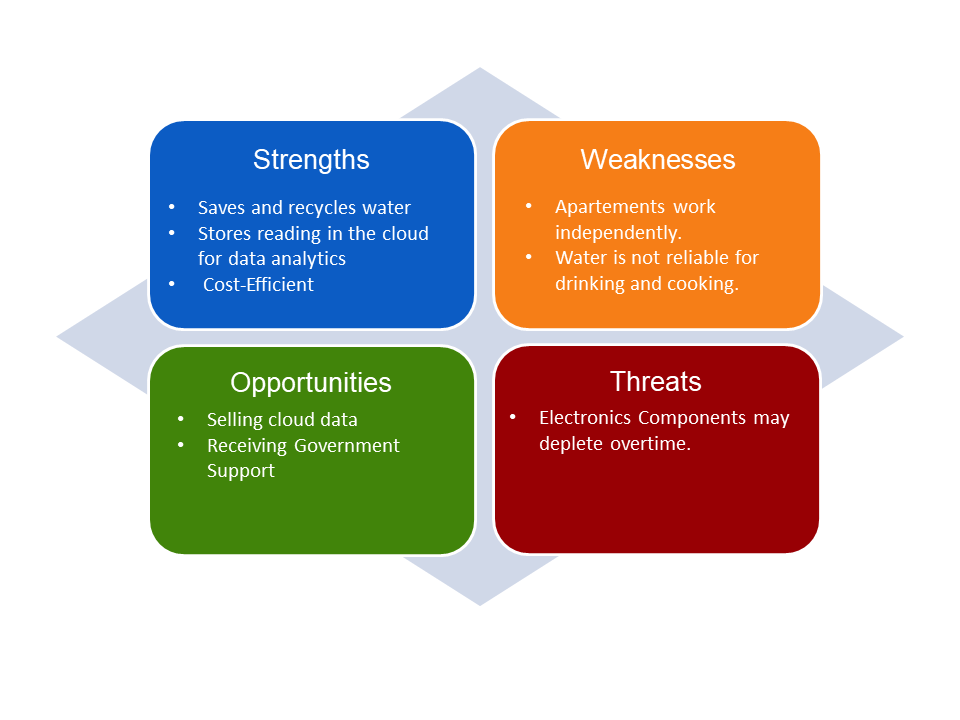 Strengths
• Saves and recycles water
• Stores reading in the cloud
for data analytics
• Cost-Efficient
Weaknesses
• Apartements work
independently.
• Water is not reliable for
drinking and cooking.
Opportunities
• Selling cloud data
• Receiving Government
Support
Threats
• Electronics Components may
deplete overtime.